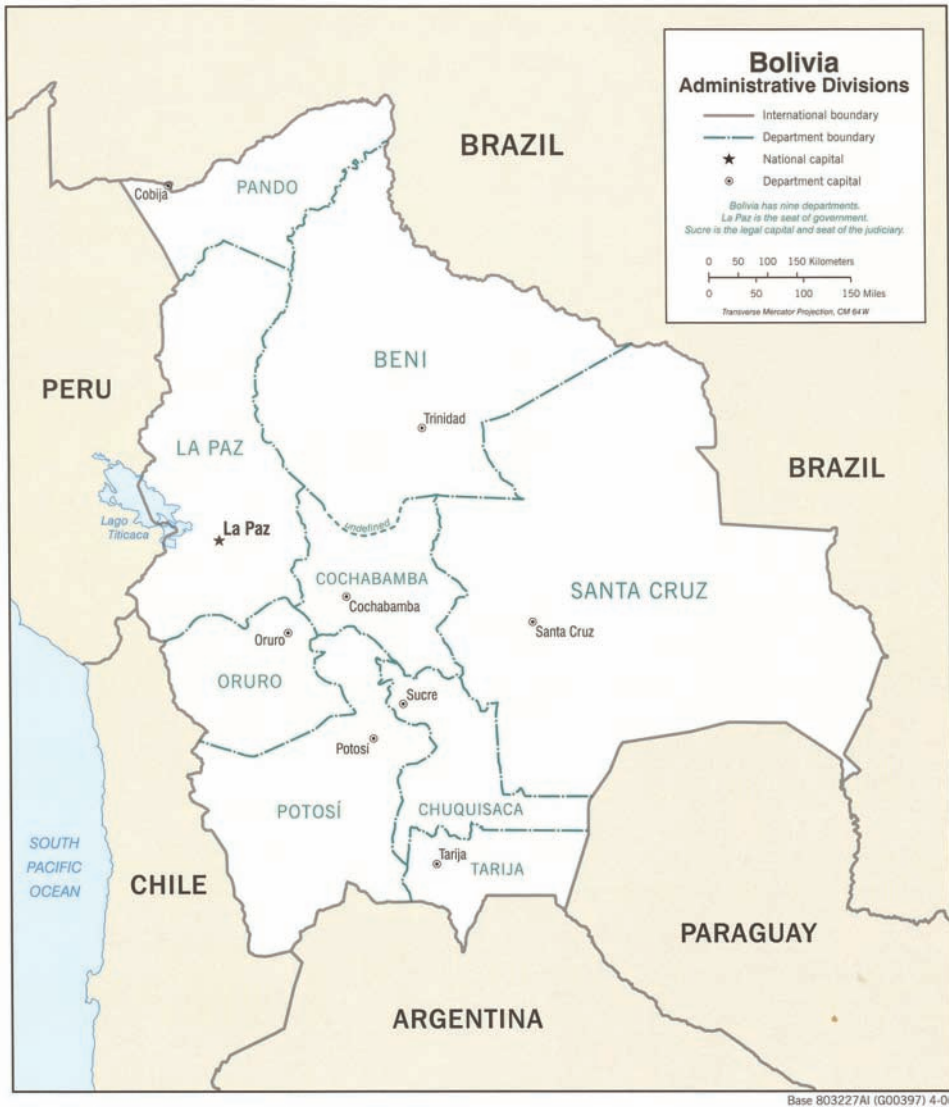 Bolivia
Administrative Divisions
International boundary
Department boundary
National capital
Department capital
Bolivia has nine departments.
La Paz is the seat of government.
Sucre is the legal capital and seat of the judiciary.
0 50 100 150 Kilometers
0 50 100 150 Miles
Transverse Mercator Projection, CM 64W
BRAZIL
Cobija
PANDO
BENI
PERU
Trinidad
LA PAZ
BRAZIL
Lago
Titicaca
La Paz
undefined
COCHABAMBA
Cochabamba
SANTA CRUZ
Santa Cruz
Oruro
ORURO
Sucre
Potosí
POTOSÍ
CHUQUISACA
Tarija
TARIJA
SOUTH
PACIFIC
OCEAN
CHILE
PARAGUAY
ARGENTINA
Base 803227AI (G00397) 4-0